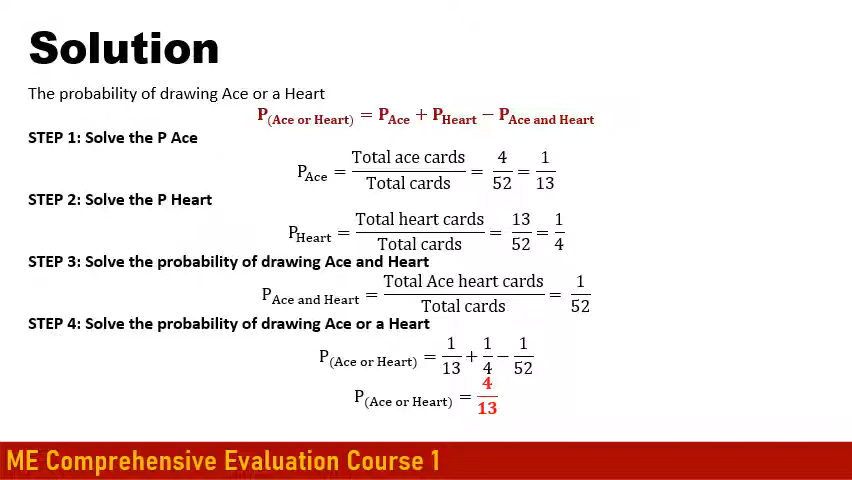 Solution
The probability of drawing Ace or a Heart
P(Ace or Heart) = PAce + PHeart − PAce and Heart
STEP 1: Solve the P Ace
PAce = Total ace cards / Total cards = 4/52 = 1/13
STEP 2: Solve the P Heart
PHeart = Total heart cards / Total cards = 13/52 = 1/4
STEP 3: Solve the probability of drawing Ace and Heart
PAce and Heart = Total Ace heart cards / Total cards = 1/52
STEP 4: Solve the probability of drawing Ace or a Heart
P(Ace or Heart) = 1/13 + 1/4 − 1/52
P(Ace or Heart) = 4/13
ME Comprehensive Evaluation Course 1